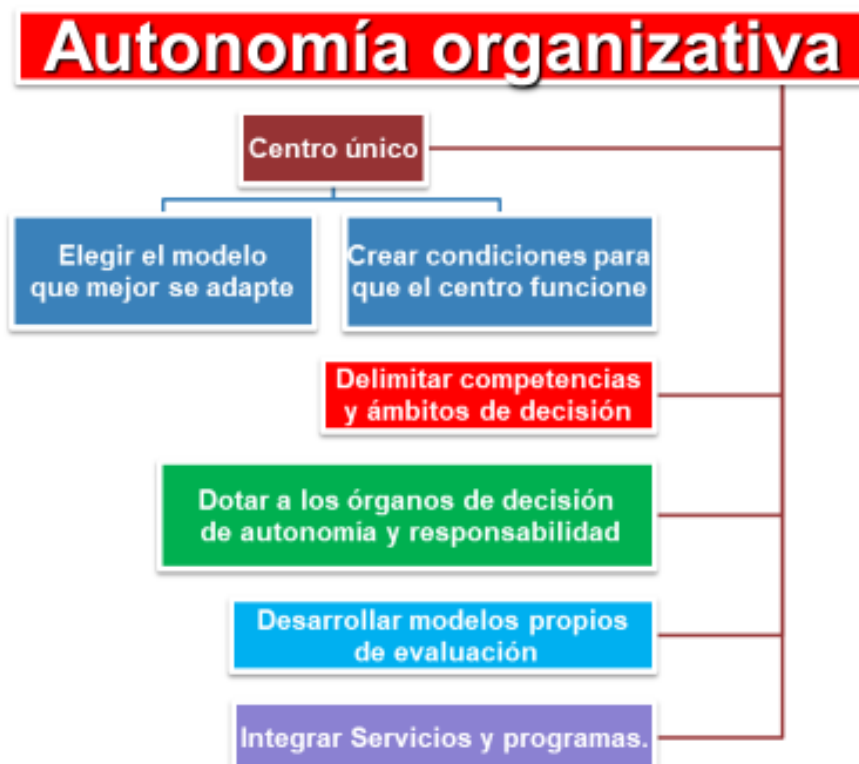 Autonomía organizativa
Centro único
Elegir el modelo
que mejor se adapte
Crear condiciones para
que el centro funcione
Delimitar competencias
y ámbitos de decisión
Dotar a los órganos de decisión
de autonomía y responsabilidad
Desarrollar modelos propios
de evaluación
Integrar Servicios y programas.